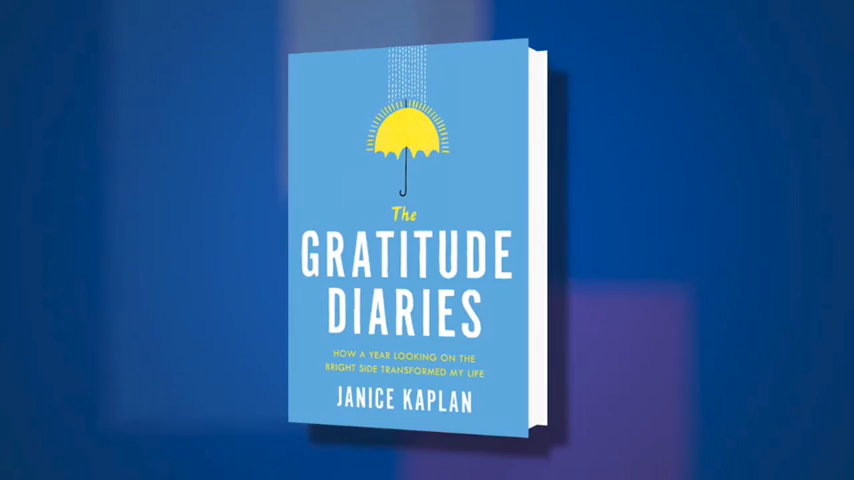 The
GRATITUDE
DIARIES
HOW A YEAR LOOKING ON THE
BRIGHT SIDE TRANSFORMED MY LIFE
JANICE KAPLAN